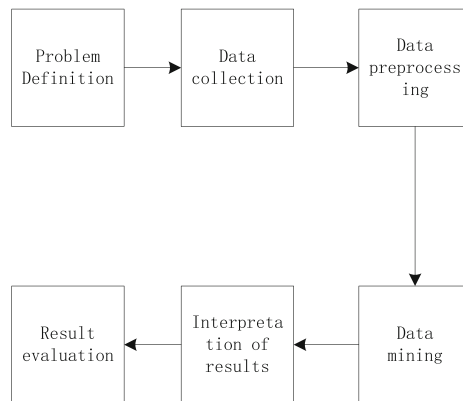 Problem
Definition
Data
collection
Data
preprocess
ing
Result
evaluation
Interpreta
tion of
results
Data
mining